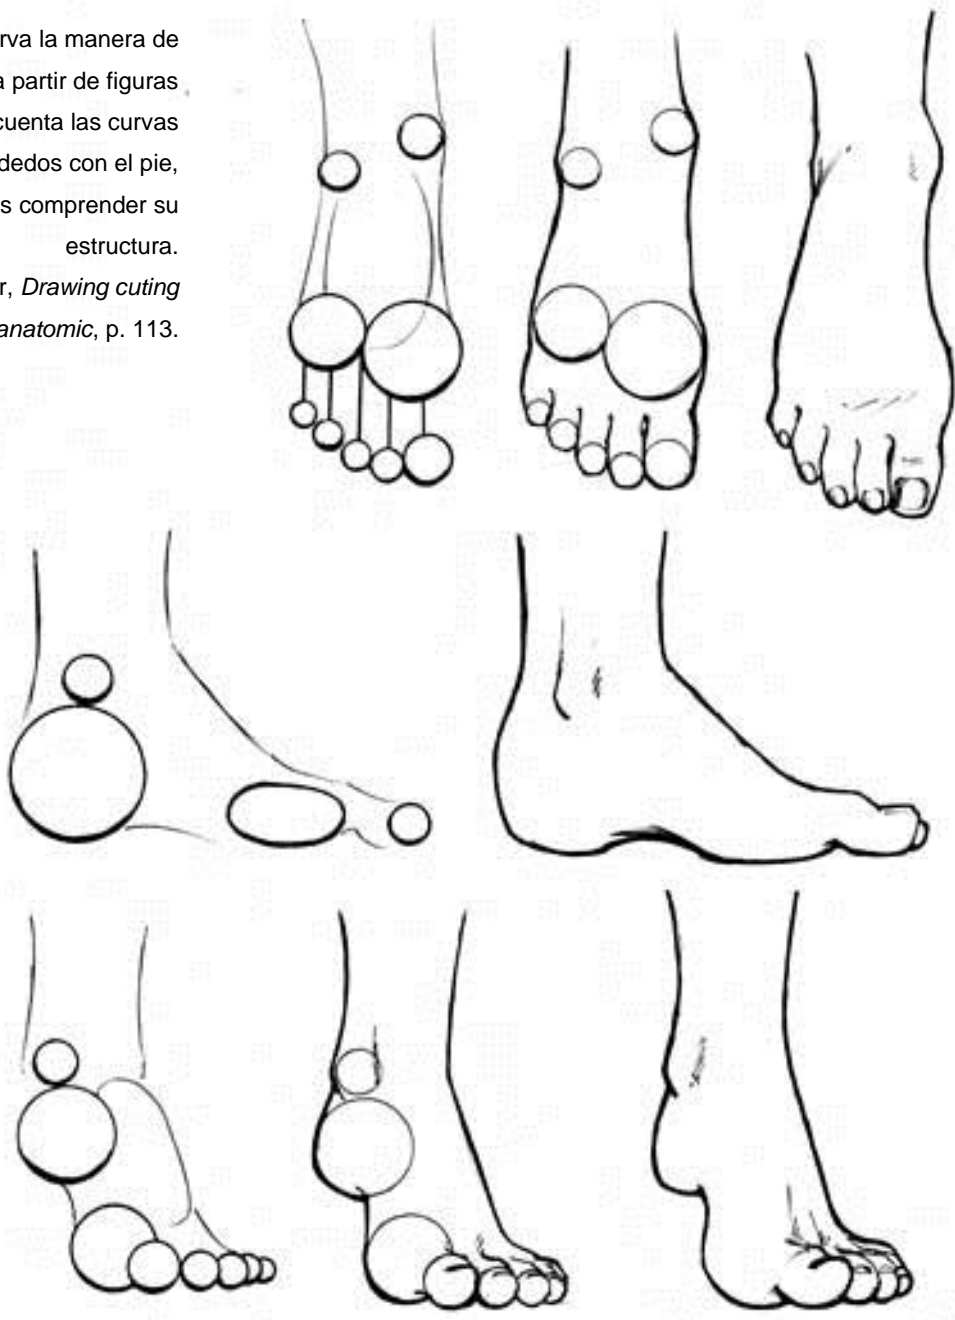 rva la manera de
a partir de figuras
cuenta las curvas
dedos con el pie,
s comprender su
estructura.
r, Drawing cuting
anatomic, p. 113.